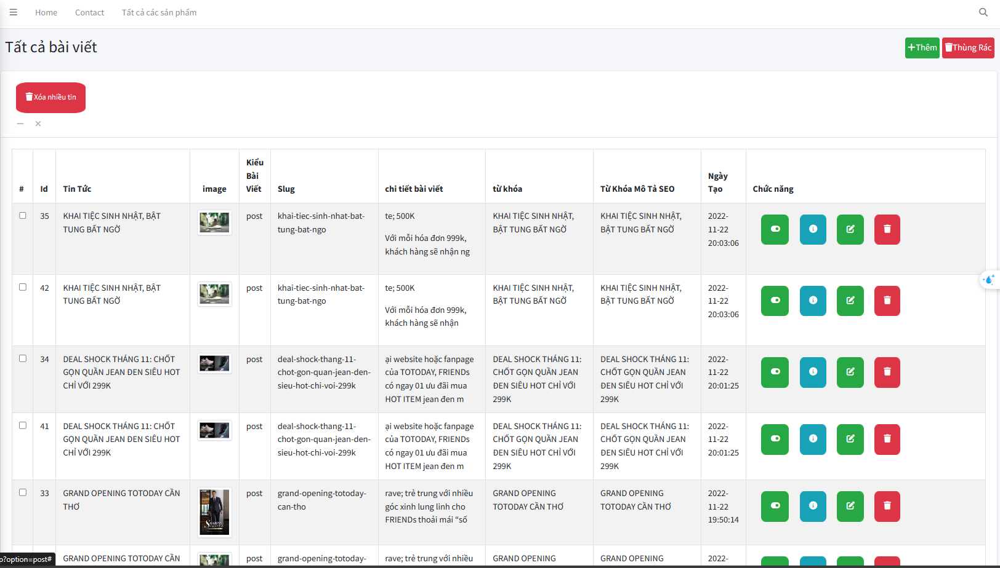 Home Contact Tất cả các sản phẩm
Tất cả bài viết
Thêm Thùng Rác
Xóa nhiều tin
# Id Tin Tức image Kiểu Bài Viết Slug chi tiết bài viết từ khóa Từ Khóa Mô Tả SEO Ngày Tạo Chức năng
35
KHAI TIỆC SINH NHẬT, BẬT
TUNG BẤT NGỜ
post
khai-tiec-sinh-nhat-bat-
tung-bat-ngo
te; 500K
Với mỗi hóa đơn 999k,
khách hàng sẽ nhận ng
KHAI TIỆC SINH NHẬT,
BẬT TUNG BẤT NGỜ
KHAI TIỆC SINH NHẬT,
BẬT TUNG BẤT NGỜ
2022-
11-22
20:03:06
42
KHAI TIỆC SINH NHẬT, BẬT
TUNG BẤT NGỜ
post
khai-tiec-sinh-nhat-bat-
tung-bat-ngo
te; 500K
Với mỗi hóa đơn 999k,
khách hàng sẽ nhận
KHAI TIỆC SINH NHẬT,
BẬT TUNG BẤT NGỜ
KHAI TIỆC SINH NHẬT,
BẬT TUNG BẤT NGỜ
2022-
11-22
20:03:06
34
DEAL SHOCK THÁNG 11: CHỐT
GỌN QUẦN JEAN ĐEN SIÊU HOT
CHỈ VỚI 299K
post
deal-shock-thang-11-
chot-gon-quan-jean-den-
sieu-hot-chi-voi-299k
ại website hoặc fanpage
của TOTODAY, FRIENDs
có ngay 01 ưu đãi mua
HOT ITEM jean đen m
DEAL SHOCK THÁNG 11:
CHỐT GỌN QUẦN JEAN
ĐEN SIÊU HOT CHỈ VỚI
299K
DEAL SHOCK THÁNG 11:
CHỐT GỌN QUẦN JEAN
ĐEN SIÊU HOT CHỈ VỚI
299K
2022-
11-22
20:01:25
41
DEAL SHOCK THÁNG 11: CHỐT
GỌN QUẦN JEAN ĐEN SIÊU HOT
CHỈ VỚI 299K
post
deal-shock-thang-11-
chot-gon-quan-jean-den-
sieu-hot-chi-voi-299k
ại website hoặc fanpage
của TOTODAY, FRIENDs
có ngay 01 ưu đãi mua
HOT ITEM jean đen m
DEAL SHOCK THÁNG 11:
CHỐT GỌN QUẦN JEAN
ĐEN SIÊU HOT CHỈ VỚI
299K
DEAL SHOCK THÁNG 11:
CHỐT GỌN QUẦN JEAN
ĐEN SIÊU HOT CHỈ VỚI
299K
2022-
11-22
20:01:25
33
GRAND OPENING TOTODAY CẦN
THƠ
post
grand-opening-totoday-
can-tho
rave; trẻ trung với nhiều
góc xinh lung linh cho
FRIENDs thoải mái “số
GRAND OPENING
TOTODAY CẦN THƠ
GRAND OPENING
TOTODAY CẦN THƠ
2022-
11-22
19:50:14
GRAND OPENING TOTODAY CẦN
post
grand-opening-totoday-
rave; trẻ trung với nhiều
GRAND OPENING
GRAND OPENING
2022-
p?option=post#